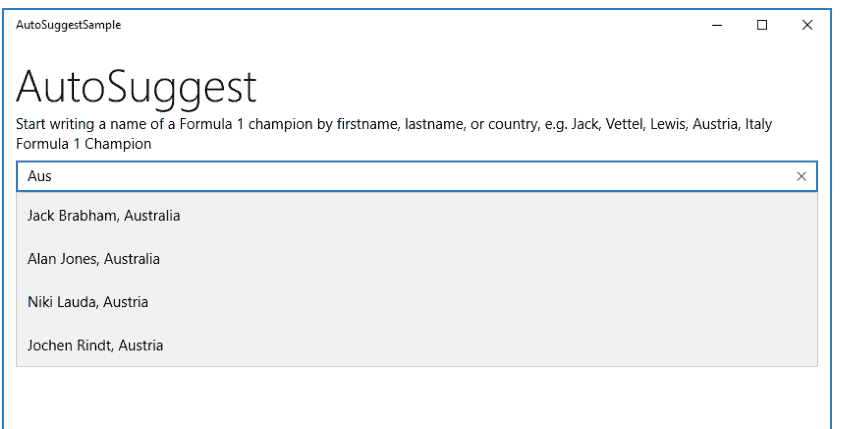 AutoSuggestSample
AutoSuggest
Start writing a name of a Formula 1 champion by firstname, lastname, or country, e.g. Jack, Vettel, Lewis, Austria, Italy
Formula 1 Champion
Aus
Jack Brabham, Australia
Alan Jones, Australia
Niki Lauda, Austria
Jochen Rindt, Austria